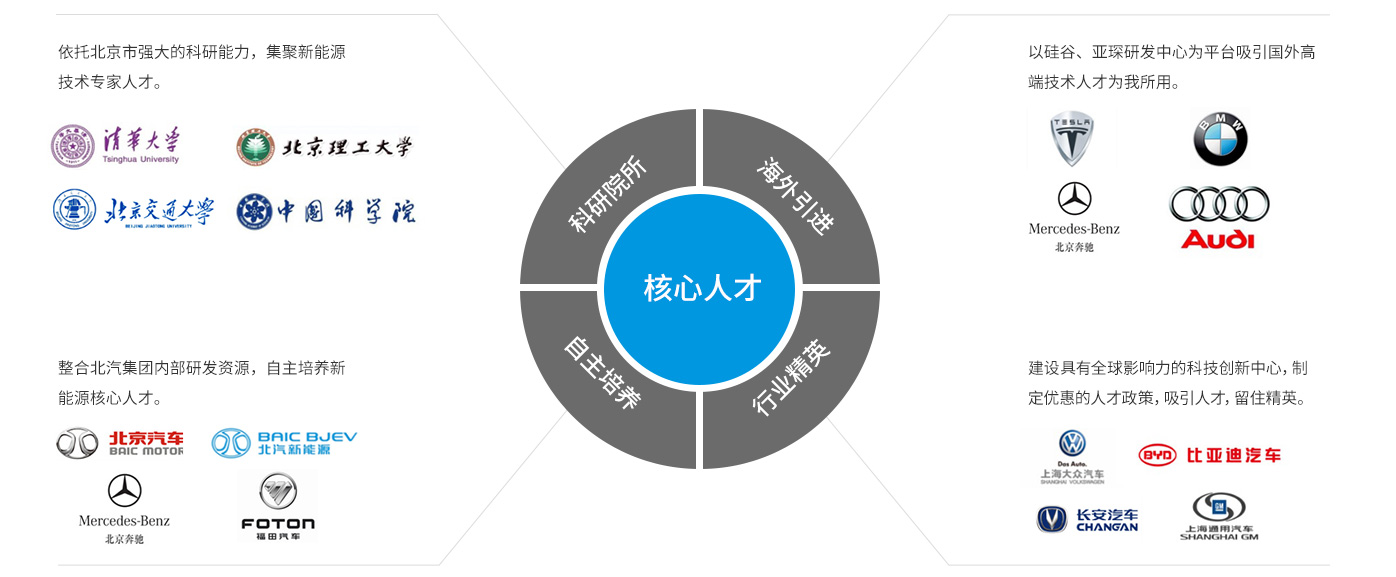 依托北京市强大的科研能力，集聚新能源
技术专家人才。
清华大学
Tsinghua University
北京理工大学
北京交通大学
BEIJING JIAOTONG UNIVERSITY
中国科学院
以硅谷、亚琛研发中心为平台吸引国外高
端技术人才为我所用。
TESLA
BMW
Mercedes-Benz
北京奔驰
Audi
科研院所
海外引进
核心人才
自主培养
行业精英
整合北汽集团内部研发资源，自主培养新
能源核心人才。
北京汽车
BAIC MOTOR
BAIC BJEV
北汽新能源
Mercedes-Benz
北京奔驰
FOTON
福田汽车
建设具有全球影响力的科技创新中心，制
定优惠的人才政策，吸引人才，留住精英。
Das Auto.
上海大众汽车
SHANGHAI VOLKSWAGEN
BYD 比亚迪汽车
长安汽车
CHANGAN
GM
上海通用汽车
SHANGHAI GM